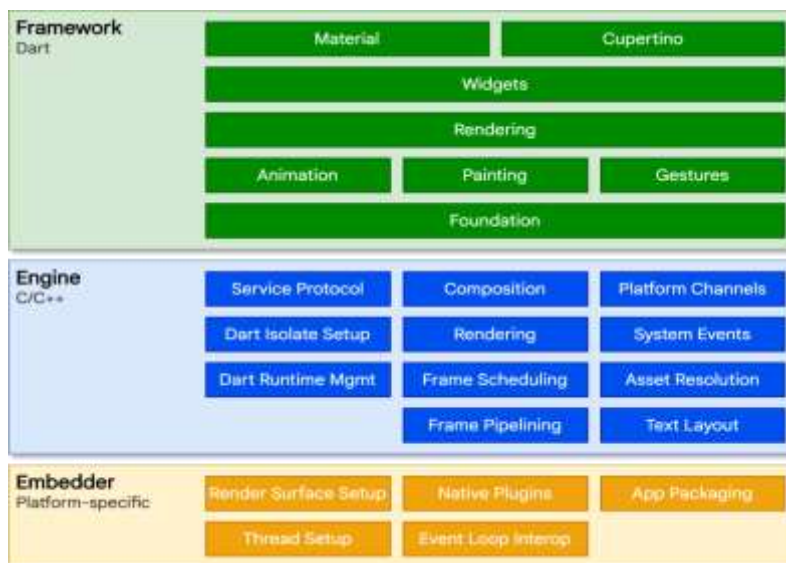 Framework
Dart
Material Cupertino
Widgets
Rendering
Animation Painting Gestures
Foundation
Engine
C/C++
Service Protocol Composition Platform Channels
Dart Isolate Setup Rendering System Events
Dart Runtime Mgmt Frame Scheduling Asset Resolution
Frame Pipelining Text Layout
Embedder
Platform-specific
Render Surface Setup Native Plugins App Packaging
Thread Setup Event Loop Interop